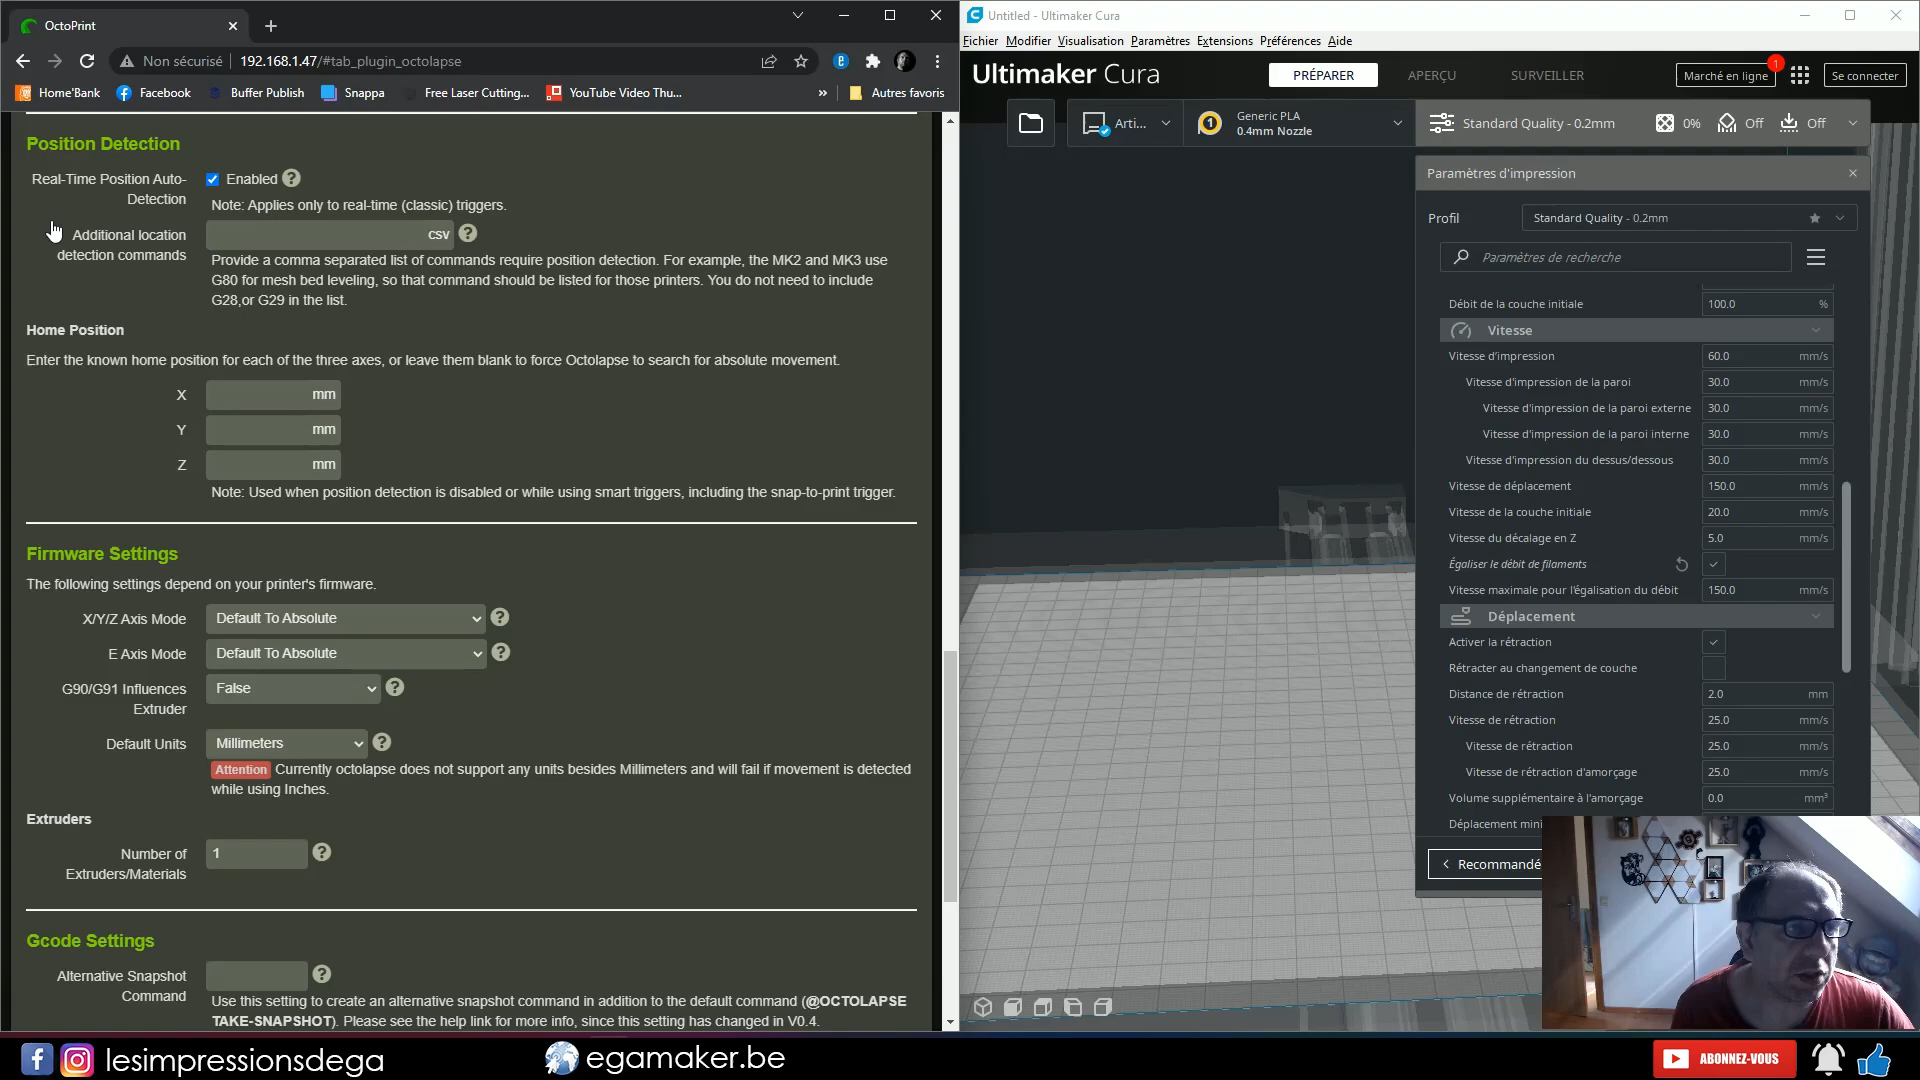 OctoPrint
Non sécurisé
192.168.1.47/#tab_plugin_octolapse
Home'Bank
Facebook
Buffer Publish
Snappa
Free Laser Cutting...
YouTube Video Thu...
»
Autres favoris
Position Detection
Real-Time Position Auto-
Detection
Enabled
Note: Applies only to real-time (classic) triggers.
Additional location
detection commands
csv
Provide a comma separated list of commands require position detection. For example, the MK2 and MK3 use
G80 for mesh bed leveling, so that command should be listed for those printers. You do not need to include
G28,or G29 in the list.
Home Position
Enter the known home position for each of the three axes, or leave them blank to force Octolapse to search for absolute movement.
X
mm
Y
mm
Z
mm
Note: Used when position detection is disabled or while using smart triggers, including the snap-to-print trigger.
Firmware Settings
The following settings depend on your printer's firmware.
X/Y/Z Axis Mode
Default To Absolute
E Axis Mode
Default To Absolute
G90/G91 Influences
Extruder
False
Default Units
Millimeters
Attention Currently octolapse does not support any units besides Millimeters and will fail if movement is detected
while using Inches.
Extruders
Number of
Extruders/Materials
1
Gcode Settings
Alternative Snapshot
Command
Use this setting to create an alternative snapshot command in addition to the default command (@OCTOLAPSE
TAKE-SNAPSHOT). Please see the help link for more info, since this setting has changed in V0.4.
Untitled - Ultimaker Cura
Fichier Modifier Visualisation Paramètres Extensions Préférences Aide
Ultimaker Cura
PRÉPARER
APERÇU
SURVEILLER
Marché en ligne
1
Se connecter
Arti...
1
Generic PLA
0.4mm Nozzle
Standard Quality - 0.2mm
0%
Off
Off
Paramètres d'impression
Profil
Standard Quality - 0.2mm
Paramètres de recherche
Débit de la couche initiale
100.0 %
Vitesse
Vitesse d'impression
60.0 mm/s
Vitesse d'impression de la paroi
30.0 mm/s
Vitesse d'impression de la paroi externe
30.0 mm/s
Vitesse d'impression de la paroi interne
30.0 mm/s
Vitesse d'impression du dessus/dessous
30.0 mm/s
Vitesse de déplacement
150.0 mm/s
Vitesse de la couche initiale
20.0 mm/s
Vitesse du décalage en Z
5.0 mm/s
Égaliser le débit de filaments
Vitesse maximale pour l'égalisation du débit
150.0 mm/s
Déplacement
Activer la rétraction
Rétracter au changement de couche
Distance de rétraction
2.0 mm
Vitesse de rétraction
25.0 mm/s
Vitesse de rétraction
25.0 mm/s
Vitesse de rétraction d'amorçage
25.0 mm/s
Volume supplémentaire à l'amorçage
0.0 mm³
Déplacement mini
Recommandé
lesimpressionsdega
egamaker.be
ABONNEZ-VOUS